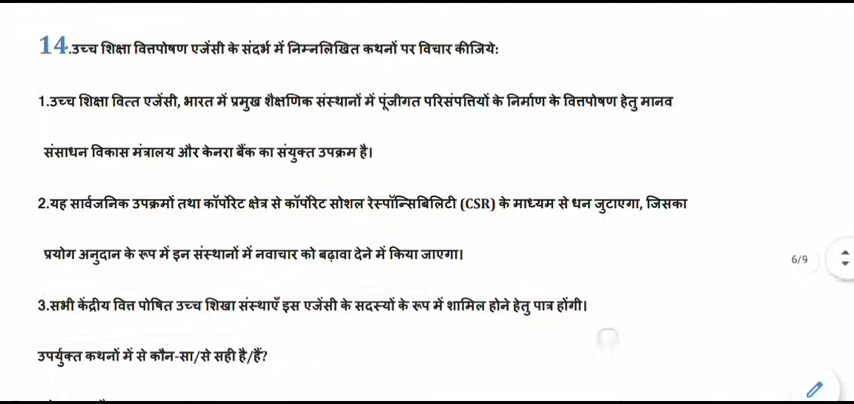 14.उच्च शिक्षा वित्तपोषण एजेंसी के संदर्भ में निम्नलिखित कथनों पर विचार कीजिये:
1.उच्च शिक्षा वित्त एजेंसी, भारत में प्रमुख शैक्षणिक संस्थानों में पूंजीगत परिसंपत्तियों के निर्माण के वित्तपोषण हेतु मानव
संसाधन विकास मंत्रालय और केनरा बैंक का संयुक्त उपक्रम है।
2.यह सार्वजनिक उपक्रमों तथा कॉर्पोरेट क्षेत्र से कॉर्पोरेट सोशल रेस्पॉन्सिबिलिटी (CSR) के माध्यम से धन जुटाएगा, जिसका
प्रयोग अनुदान के रूप में इन संस्थानों में नवाचार को बढ़ावा देने में किया जाएगा।
6/9
3.सभी केंद्रीय वित्त पोषित उच्च शिखा संस्थाएँ इस एजेंसी के सदस्यों के रूप में शामिल होने हेतु पात्र होंगी।
उपर्युक्त कथनों में से कौन-सा/से सही है/हैं?